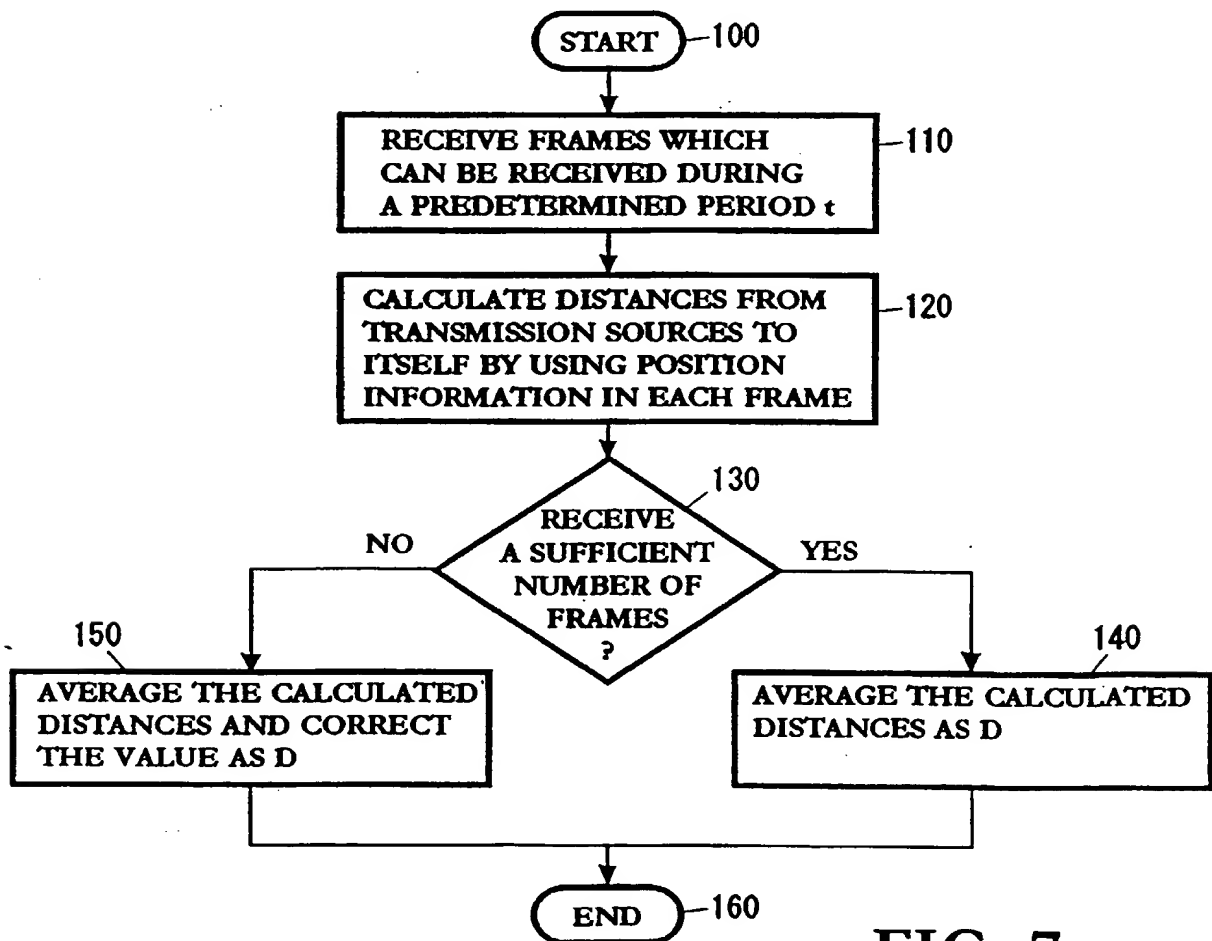 START
100
RECEIVE FRAMES WHICH
CAN BE RECEIVED DURING
A PREDETERMINED PERIOD t
110
CALCULATE DISTANCES FROM
TRANSMISSION SOURCES TO
ITSELF BY USING POSITION
INFORMATION IN EACH FRAME
120
130
RECEIVE
A SUFFICIENT
NUMBER OF
FRAMES
?
NO
YES
150
AVERAGE THE CALCULATED
DISTANCES AND CORRECT
THE VALUE AS D
140
AVERAGE THE CALCULATED
DISTANCES AS D
END
160
FIG. 7